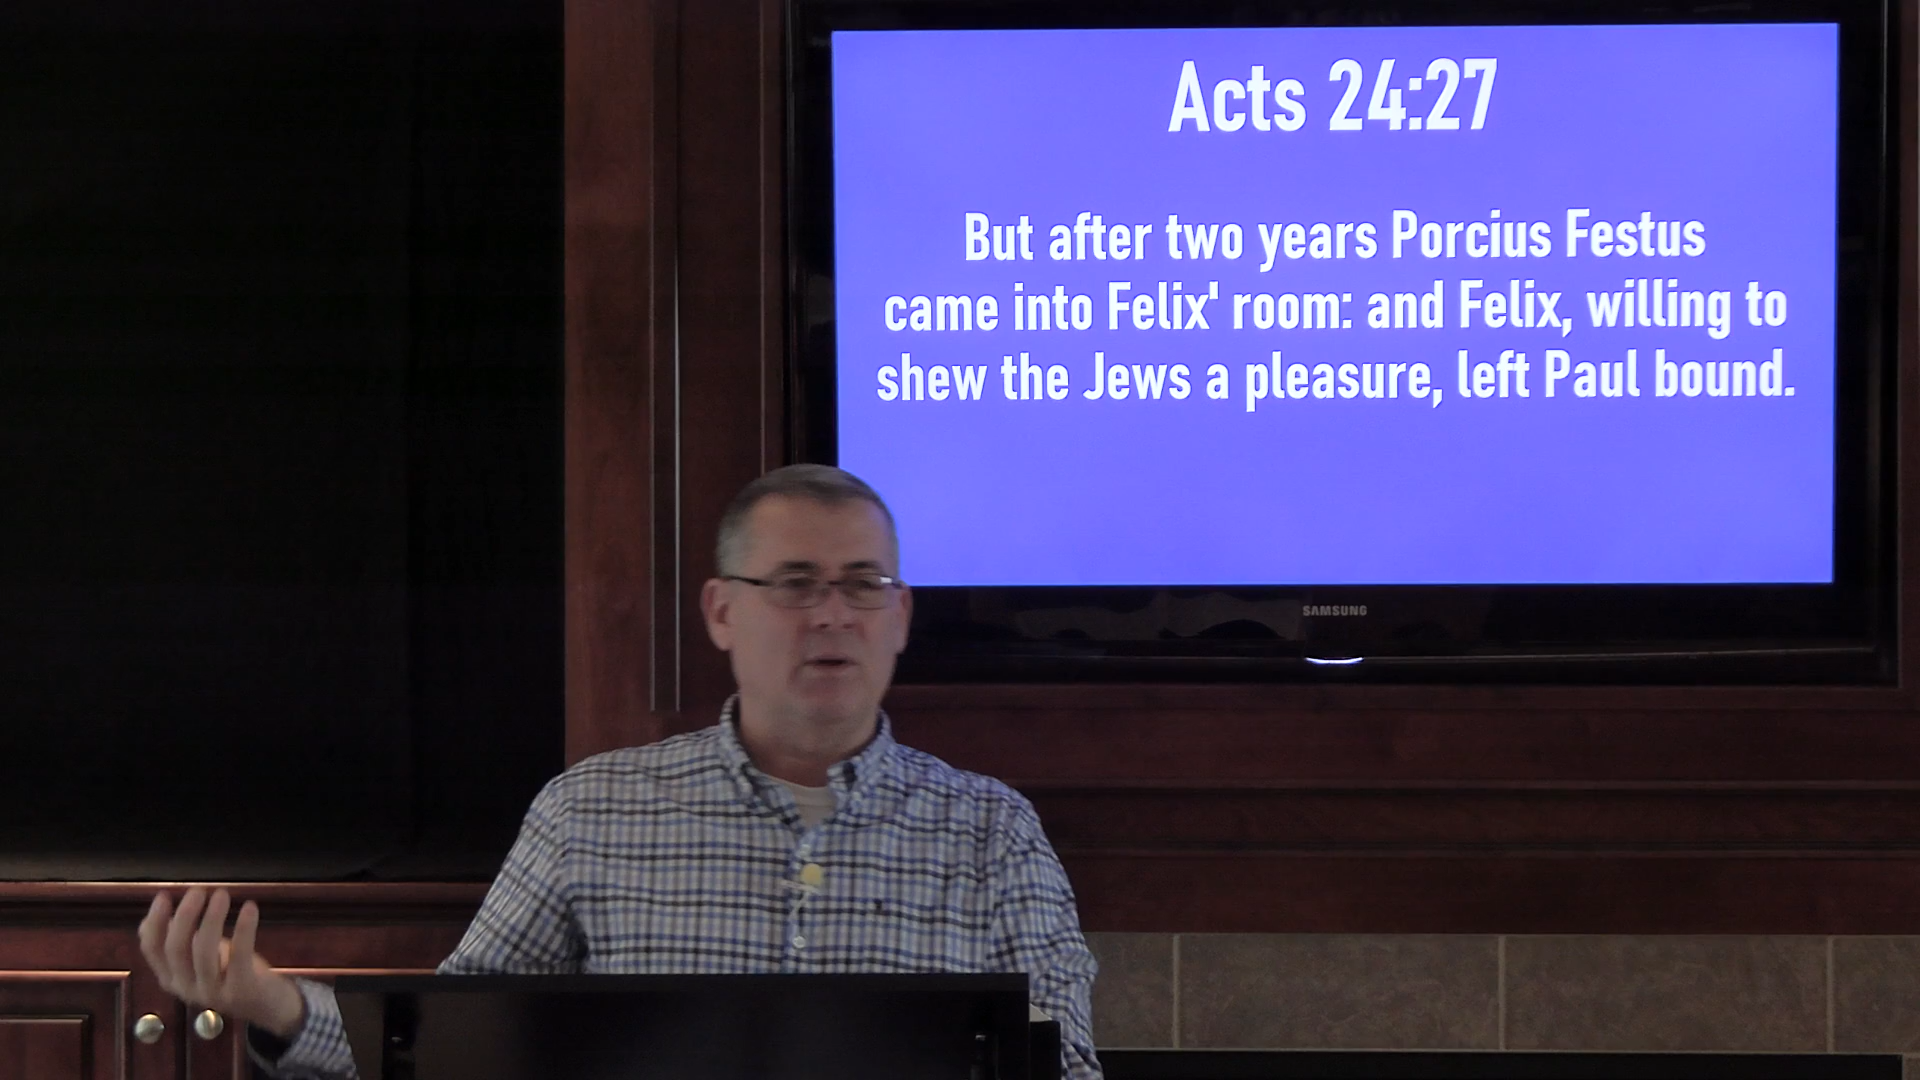 Acts 24:27
But after two years Porcius Festus
came into Felix' room: and Felix, willing to
shew the Jews a pleasure, left Paul bound.
SAMSUNG